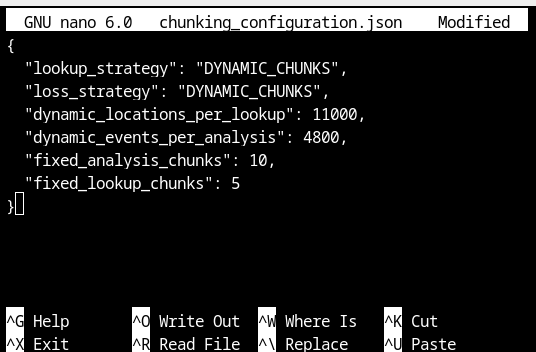 GNU nano 6.0 chunking_configuration.json Modified
{
"lookup_strategy": "DYNAMIC_CHUNKS",
"loss_strategy": "DYNAMIC_CHUNKS",
"dynamic_locations_per_lookup": 11000,
"dynamic_events_per_analysis": 4800,
"fixed_analysis_chunks": 10,
"fixed_lookup_chunks": 5
}
^G Help ^O Write Out ^W Where Is ^K Cut
^X Exit ^R Read File ^\ Replace ^U Paste